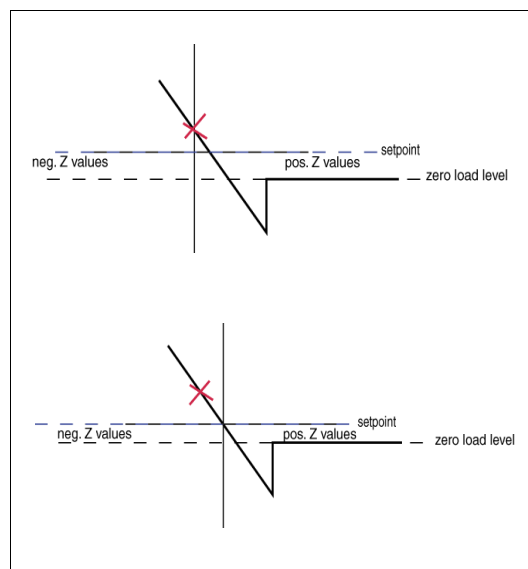 setpoint
neg. Z values pos. Z values
zero load level
setpoint
neg. Z values pos. Z values
zero load level